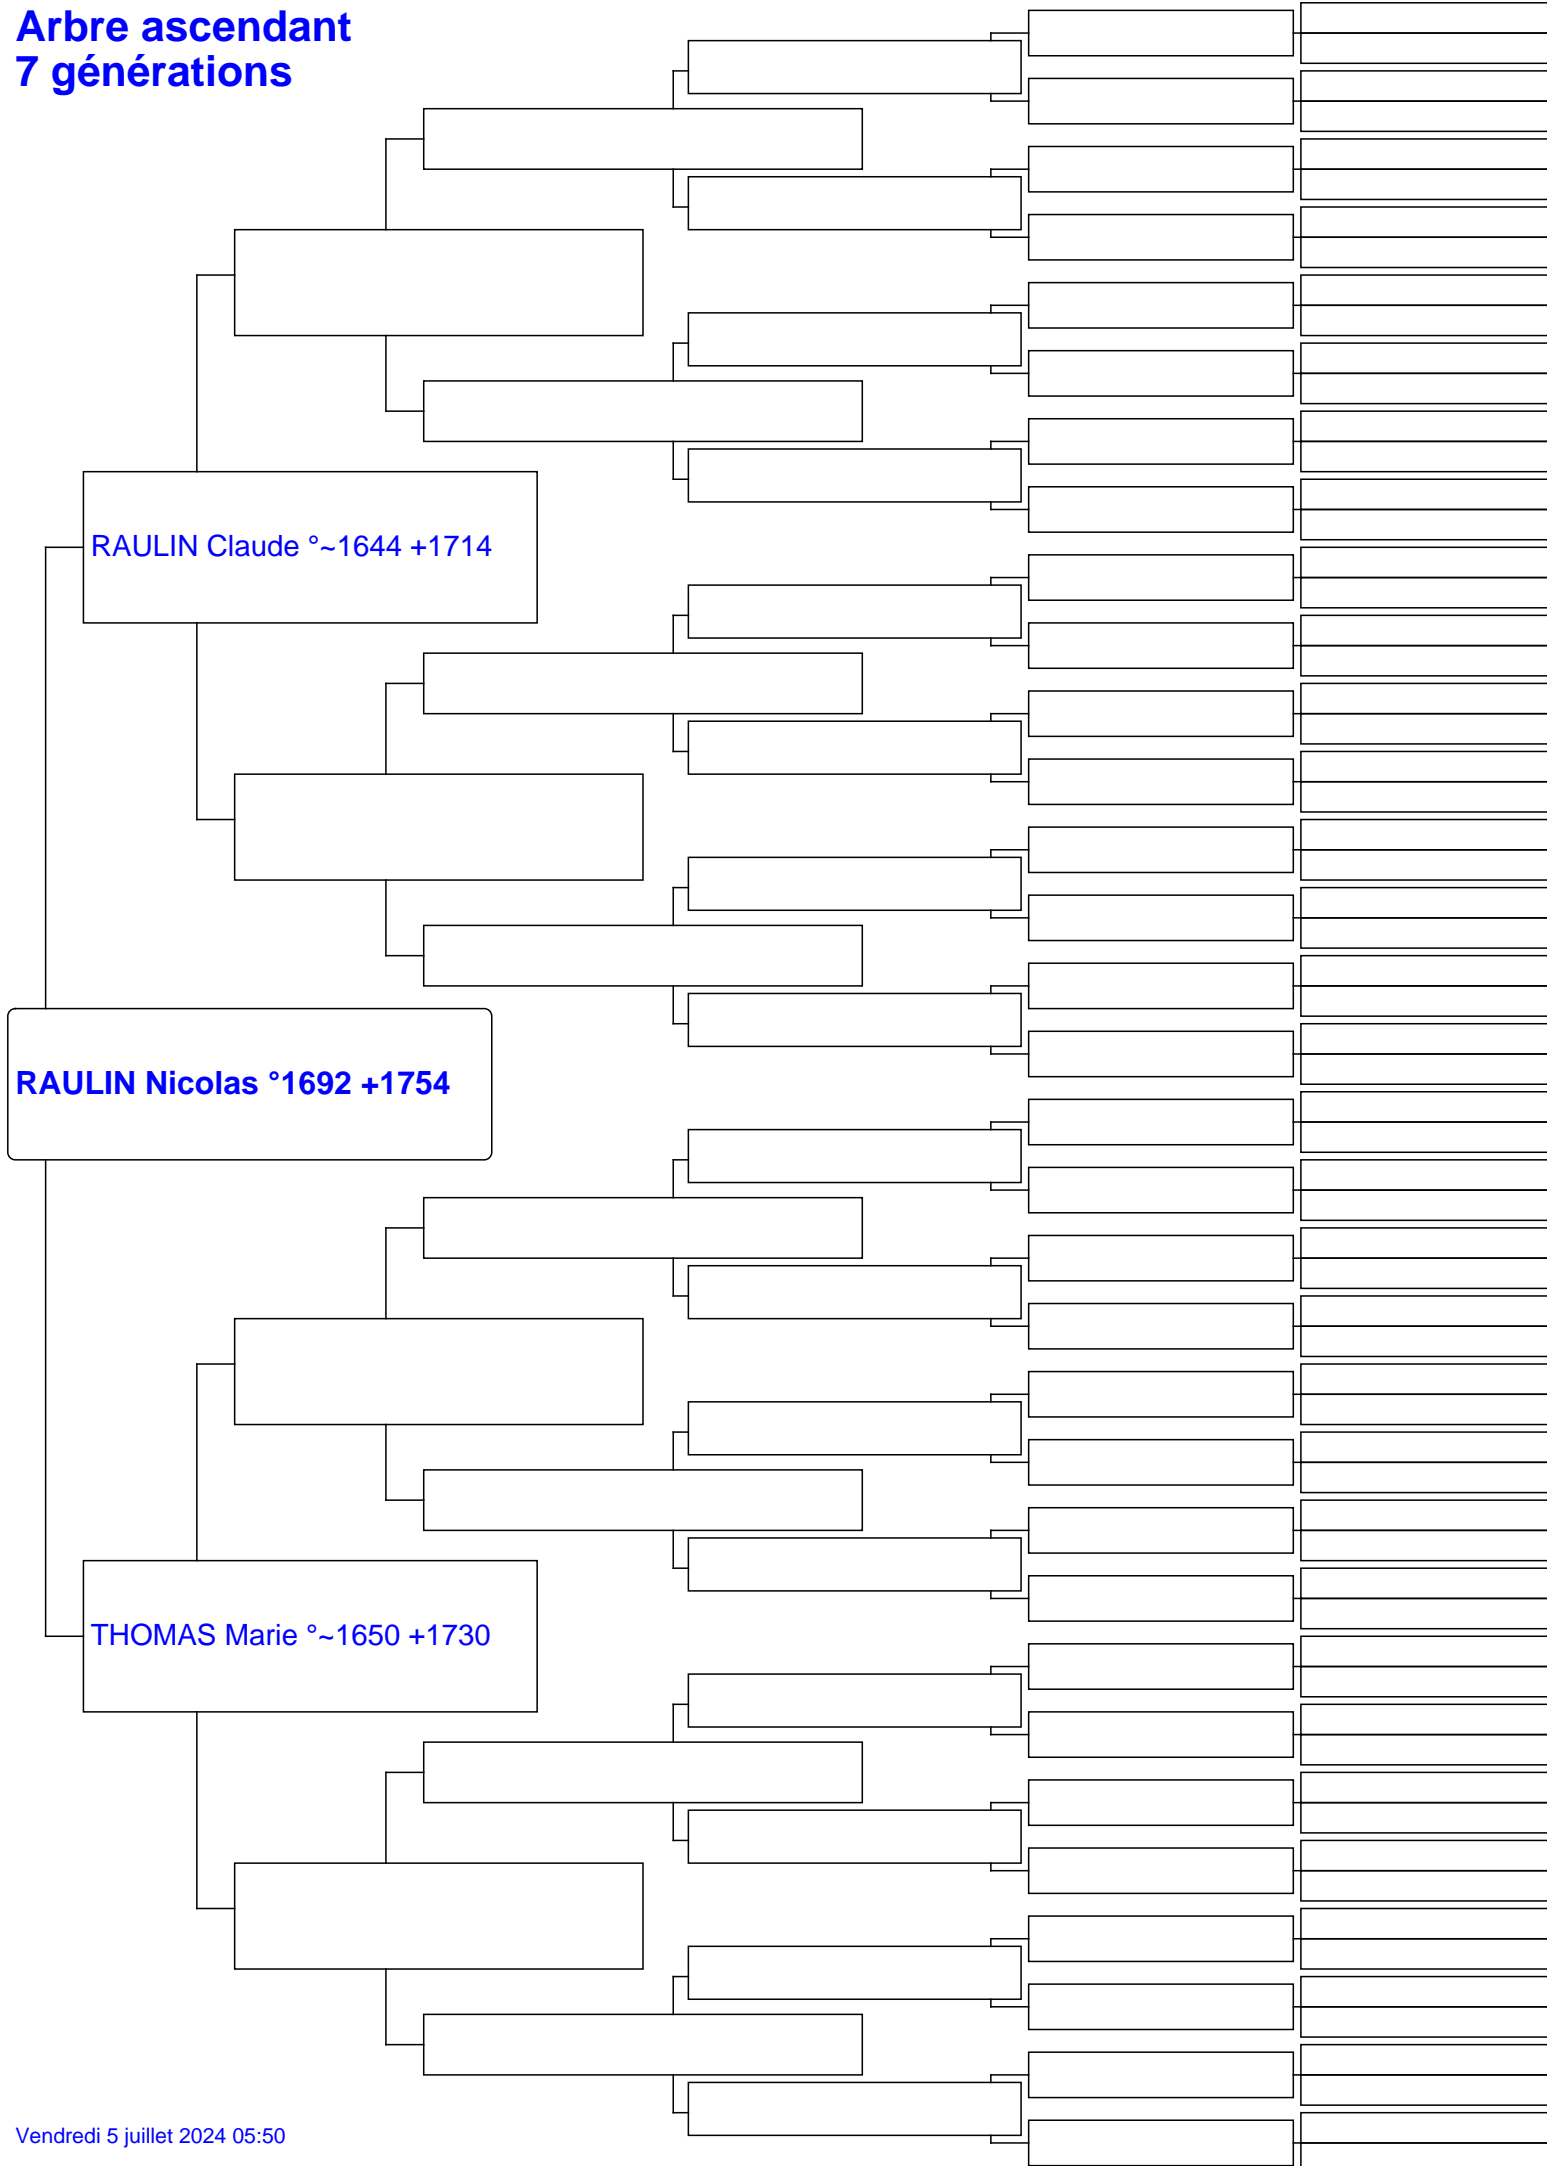 Arbre ascendant
7 générations
RAULIN Claude °~1644 +1714
RAULIN Nicolas °1692 +1754
THOMAS Marie °~1650 +1730
Vendredi 5 juillet 2024 05:50